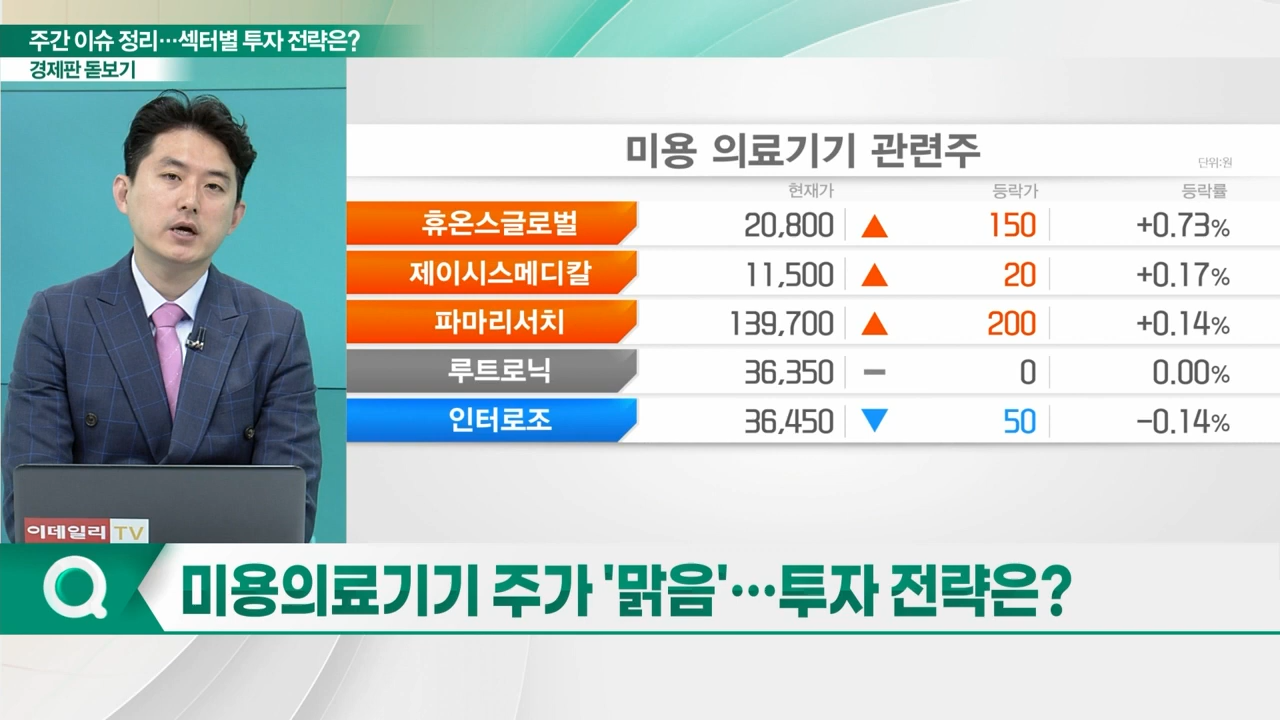 주간 이슈 정리…섹터별 투자 전략은?
경제판 돋보기
미용 의료기기 관련주
단위:원
현재가 등락가 등락률
휴온스글로벌 20,800 ▲ 150 +0.73%
제이시스메디칼 11,500 ▲ 20 +0.17%
파마리서치 139,700 ▲ 200 +0.14%
루트로닉 36,350 - 0 0.00%
인터로조 36,450 ▼ 50 -0.14%
이데일리 TV
미용의료기기 주가 '맑음'…투자 전략은?